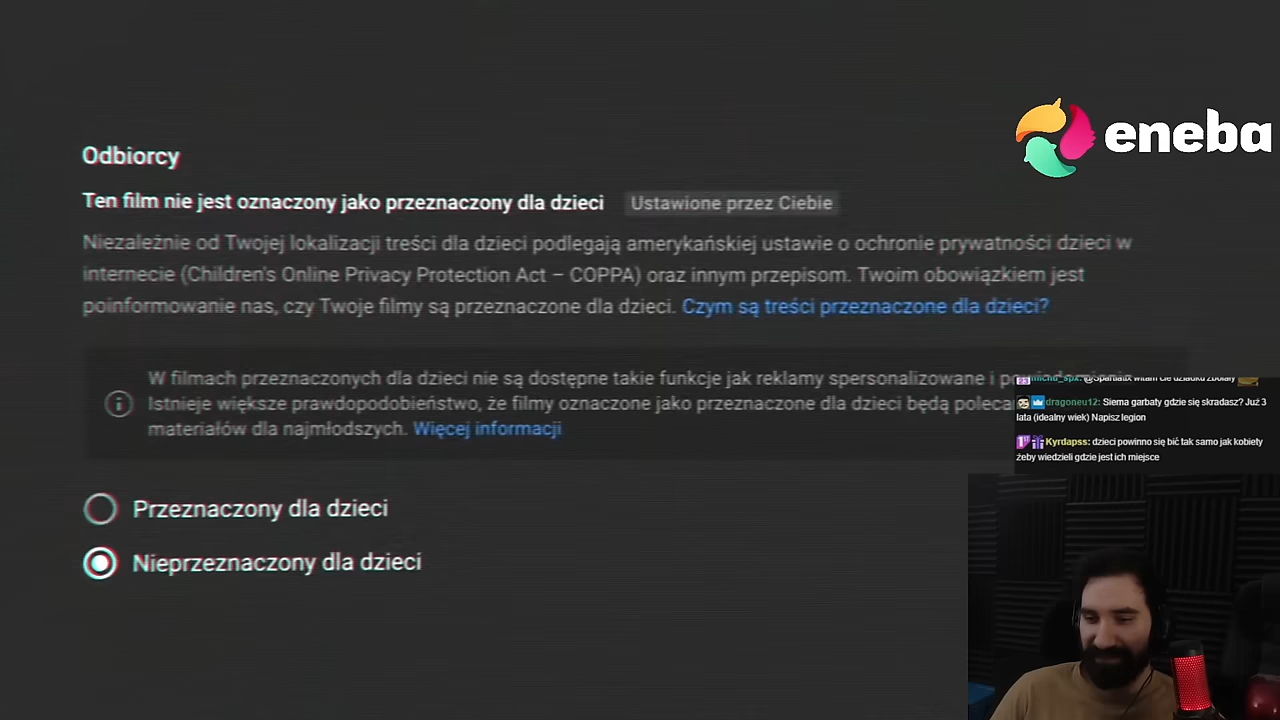 eneba
Odbiorcy
Ten film nie jest oznaczony jako przeznaczony dla dzieci
Ustawione przez Ciebie
Niezależnie od Twojej lokalizacji treści dla dzieci podlegają amerykańskiej ustawie o ochronie prywatności dzieci w
internecie (Children's Online Privacy Protection Act – COPPA) oraz innym przepisom. Twoim obowiązkiem jest
poinformowanie nas, czy Twoje filmy są przeznaczone dla dzieci. Czym są treści przeznaczone dla dzieci?
W filmach przeznaczonych dla dzieci nie są dostępne takie funkcje jak reklamy spersonalizowane i
Istnieje większe prawdopodobieństwo, że filmy oznaczone jako przeznaczone dla dzieci będą poleca
materiałów dla najmłodszych. Więcej informacji
dragoneu12: Siema garbaty gdzie się skradasz? Już 3
lata (idealny wiek) Napisz legion
Kyrdapss: dzieci powinno się bić tak samo jak kobiety
żeby wiedzieli gdzie jest ich miejsce
Przeznaczony dla dzieci
Nieprzeznaczony dla dzieci